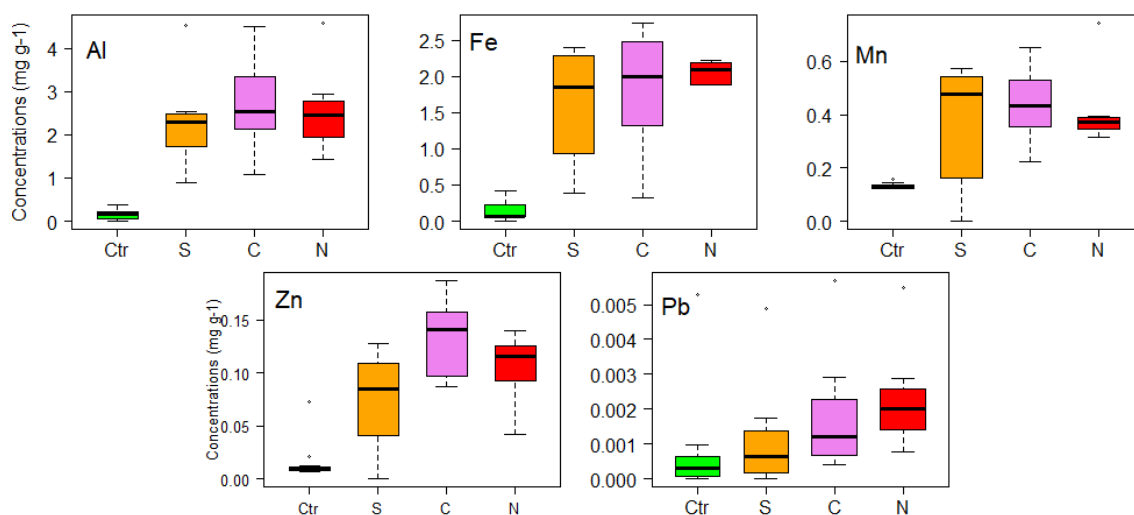 Concentrations (mg g-1)
Al
4
3
2
1
0
Ctr S C N
Fe
2.5
2.0
1.5
1.0
0.5
0.0
Ctr S C N
Mn
0.6
0.4
0.2
0.0
Ctr S C N
Concentrations (mg g-1)
Zn
0.15
0.10
0.05
0.00
Ctr S C N
Pb
0.005
0.004
0.003
0.002
0.001
0.000
Ctr S C N